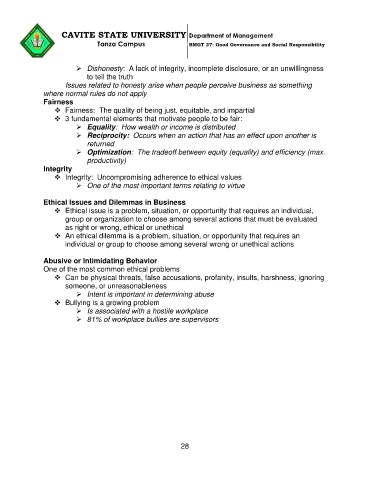 CAVITE STATE UNIVERSITY Department of Management
Tanza Campus BMGT 27- Good Governance and Social Responsibility
➢ Dishonesty: A lack of integrity, incomplete disclosure, or an unwillingness
to tell the truth
Issues related to honesty arise when people perceive business as something
where normal rules do not apply
Fairness
❖ Fairness: The quality of being just, equitable, and impartial
❖ 3 fundamental elements that motivate people to be fair:
➢ Equality: How wealth or income is distributed
➢ Reciprocity: Occurs when an action that has an effect upon another is
returned
➢ Optimization: The tradeoff between equity (equality) and efficiency (max.
productivity)
Integrity
❖ Integrity: Uncompromising adherence to ethical values
➢ One of the most important terms relating to virtue
Ethical Issues and Dilemmas in Business
❖ Ethical issue is a problem, situation, or opportunity that requires an individual,
group or organization to choose among several actions that must be evaluated
as right or wrong, ethical or unethical
❖ An ethical dilemma is a problem, situation, or opportunity that requires an
individual or group to choose among several wrong or unethical actions
Abusive or Intimidating Behavior
One of the most common ethical problems
❖ Can be physical threats, false accusations, profanity, insults, harshness, ignoring
someone, or unreasonableness
➢ Intent is important in determining abuse
❖ Bullying is a growing problem
➢ Is associated with a hostile workplace
➢ 81% of workplace bullies are supervisors
28